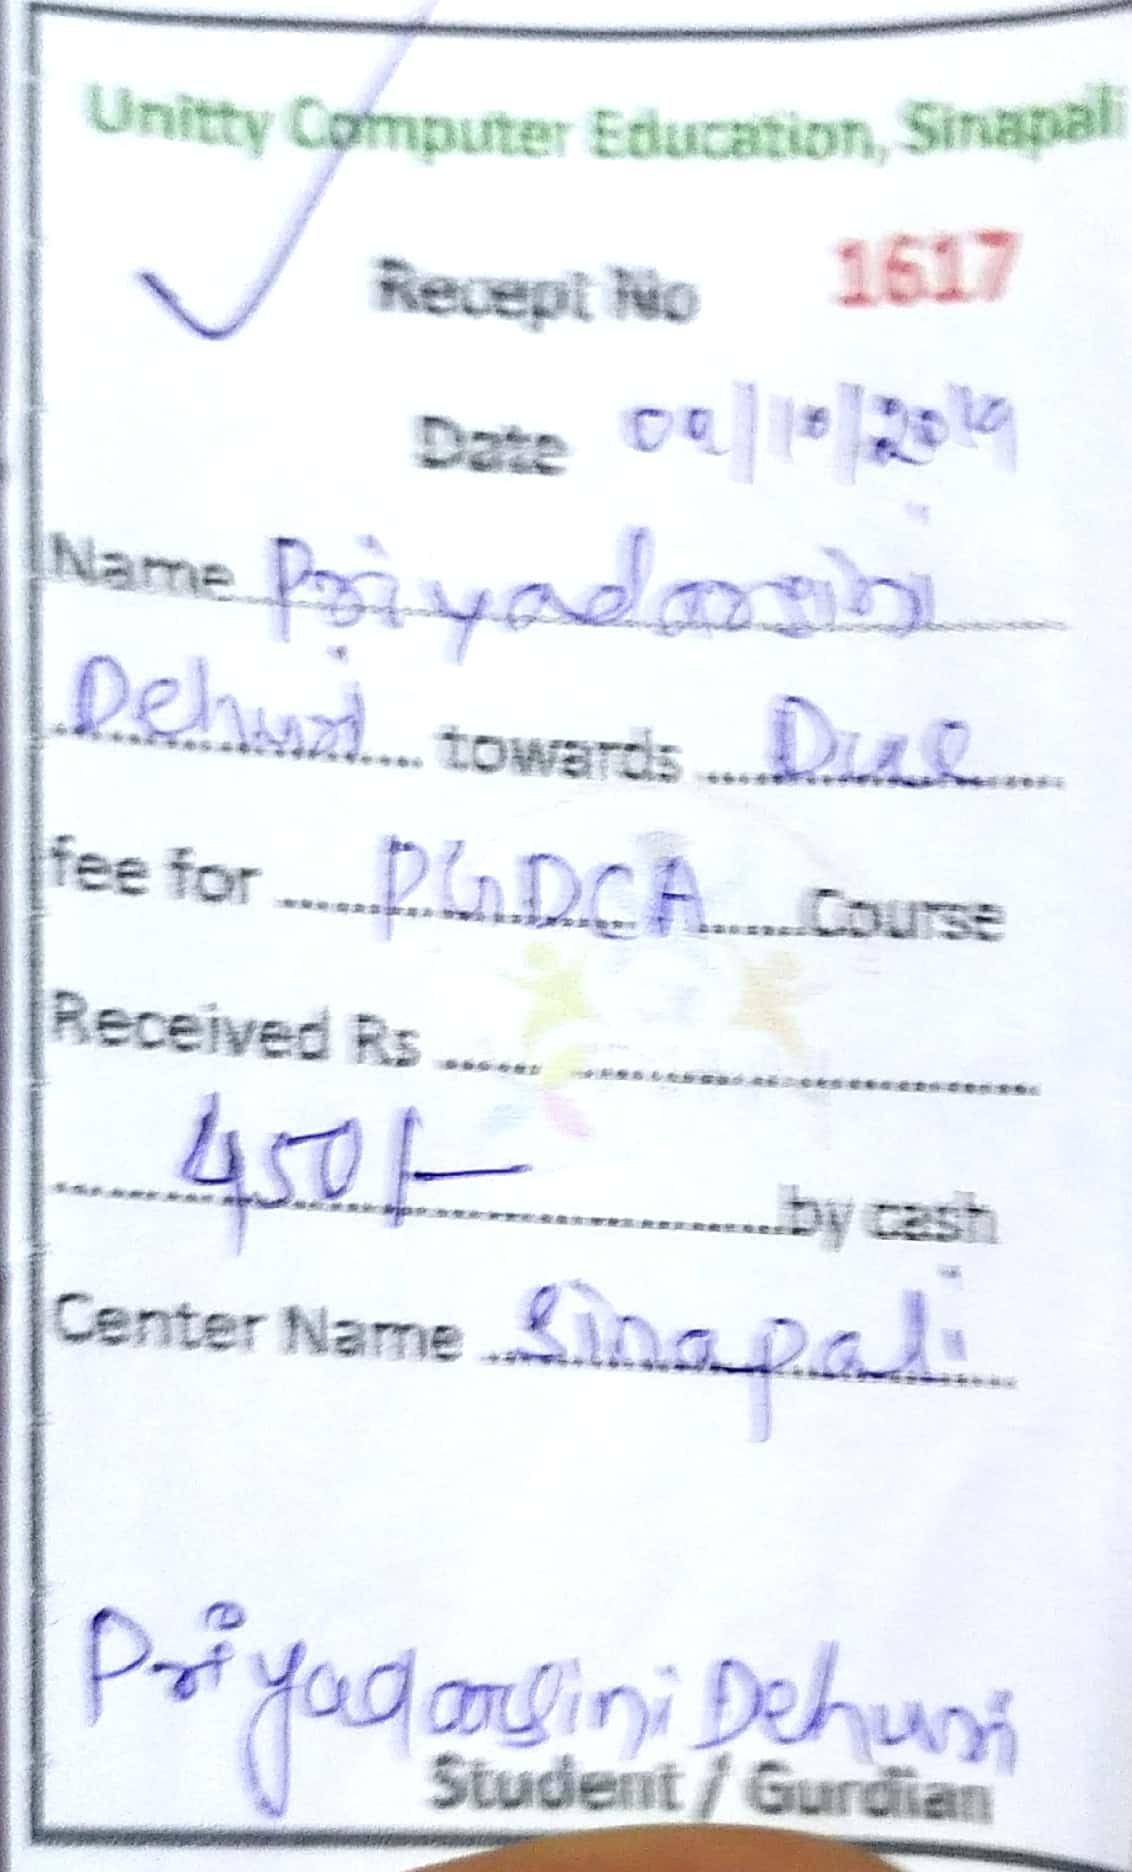 Unitty Computer Education, Sinapali
Recept No 1617
Date 09/10/2019
Name Priyadarsini
Dehuri towards Due
fee for PGDCA Course
Received Rs
450/- by cash
Center Name Sinapali
Priyadarsini Dehuri
Student / Gurdian